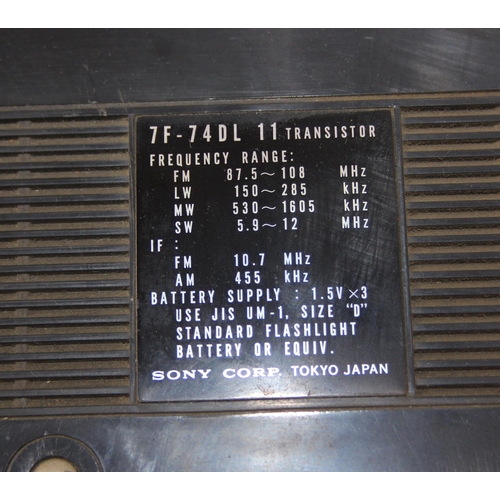 7F-74DL 11 TRANSISTOR
FREQUENCY RANGE:
FM 87.5~108 MHz
LW 150~285 kHz
MW 530~1605 kHz
SW 5.9~12 MHz
IF :
FM 10.7 MHz
AM 455 kHz
BATTERY SUPPLY : 1.5V×3
USE JIS UM-1, SIZE "D"
STANDARD FLASHLIGHT
BATTERY OR EQUIV.
SONY CORP. TOKYO JAPAN